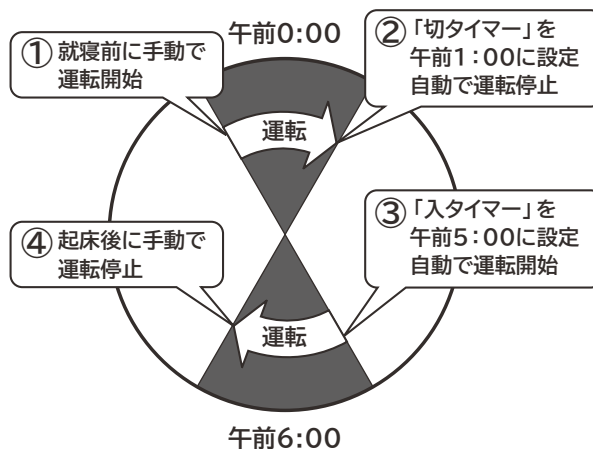 午前0:00
① 就寝前に手動で
運転開始
② 「切タイマー」を
午前1：00に設定
自動で運転停止
運転
③ 「入タイマー」を
午前5：00に設定
自動で運転開始
④ 起床後に手動で
運転停止
運転
午前6:00